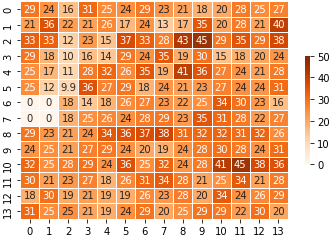 0 29 24 16 31 25 24 29 23 21 18 20 28 25 27
1 21 36 22 21 26 17 24 13 17 35 20 28 21 40
2 33 33 12 23 15 37 33 28 43 45 29 35 29 38
3 29 18 10 16 14 29 24 35 19 30 15 18 20 24
4 25 17 11 28 32 26 35 19 41 36 27 24 21 28
5 25 12 9.9 36 27 29 18 24 21 23 27 24 24 31
6 0 0 18 14 18 26 27 23 22 25 34 30 23 16
7 0 0 18 25 26 24 28 29 23 35 31 28 22 27
8 29 23 21 24 34 36 37 38 31 32 32 31 32 26
9 24 25 21 27 29 24 20 19 24 28 30 28 24 31
10 32 25 28 29 24 36 25 32 24 28 41 45 38 36
11 30 21 23 27 18 26 31 34 28 21 25 34 21 28
12 18 30 19 21 19 19 26 23 28 20 34 24 26 29
13 31 25 25 21 19 24 29 20 25 29 29 22 30 20
0 1 2 3 4 5 6 7 8 9 10 11 12 13
50
40
30
20
10
0